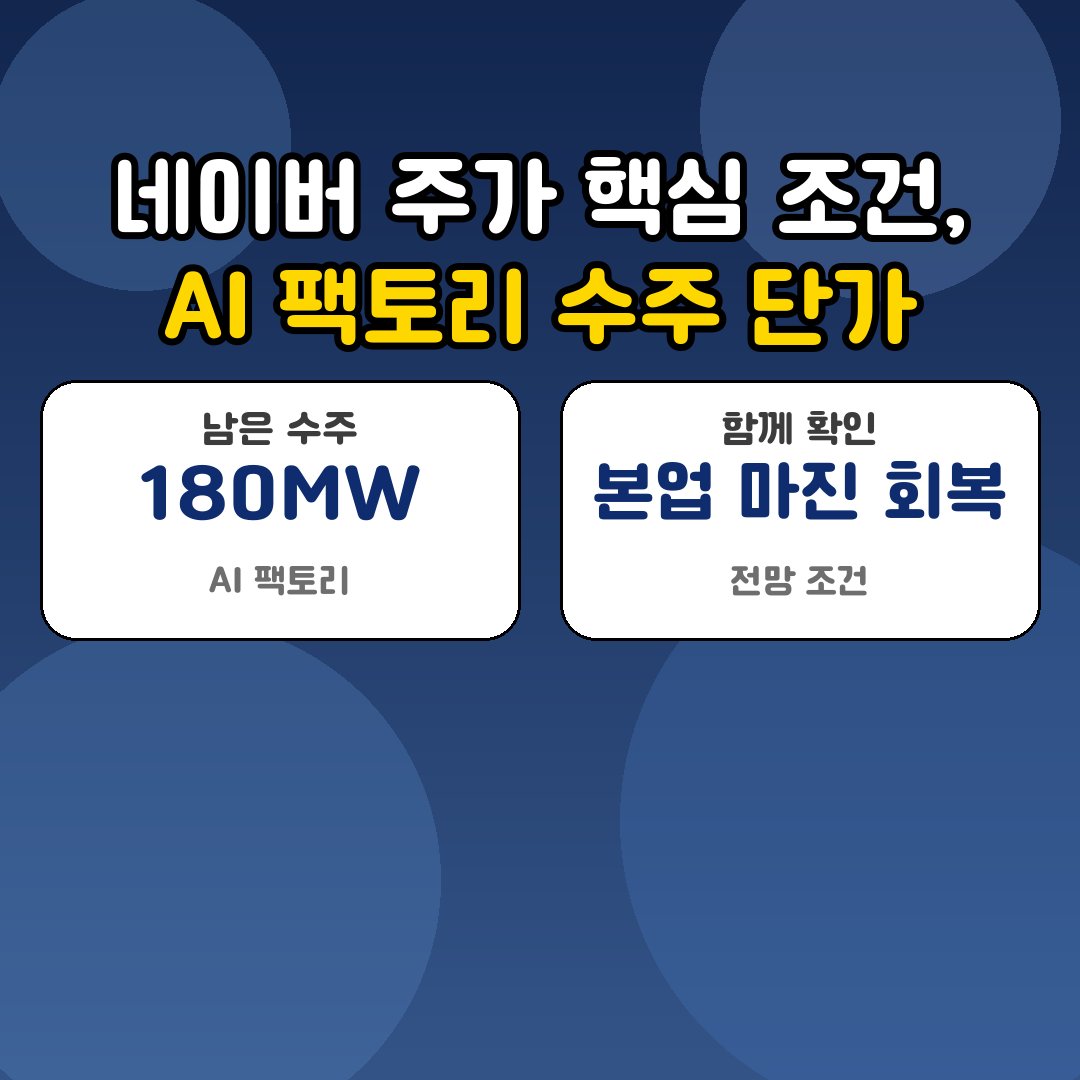 네이버 주가 핵심 조건,
AI 팩토리 수주 단가
남은 수주
180MW
AI 팩토리
함께 확인
본업 마진 회복
전망 조건